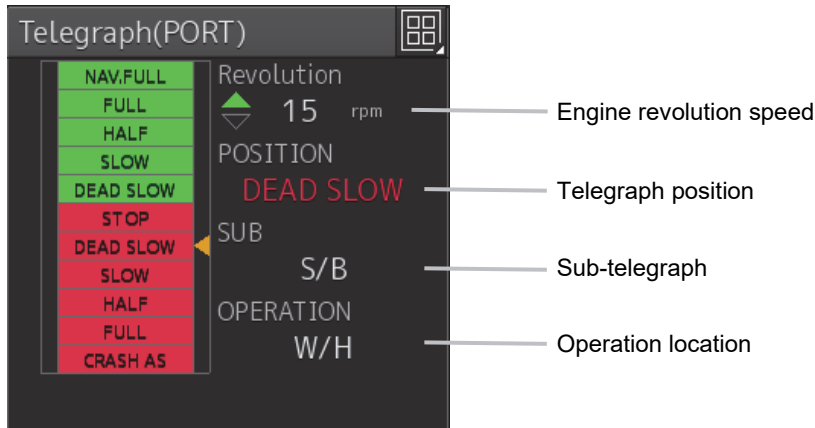 Telegraph(PORT)
NAV.FULL
FULL
HALF
SLOW
DEAD SLOW
STOP
DEAD SLOW
SLOW
HALF
FULL
CRASH AS
Revolution
15 rpm
POSITION
DEAD SLOW
SUB
S/B
OPERATION
W/H
Engine revolution speed
Telegraph position
Sub-telegraph
Operation location